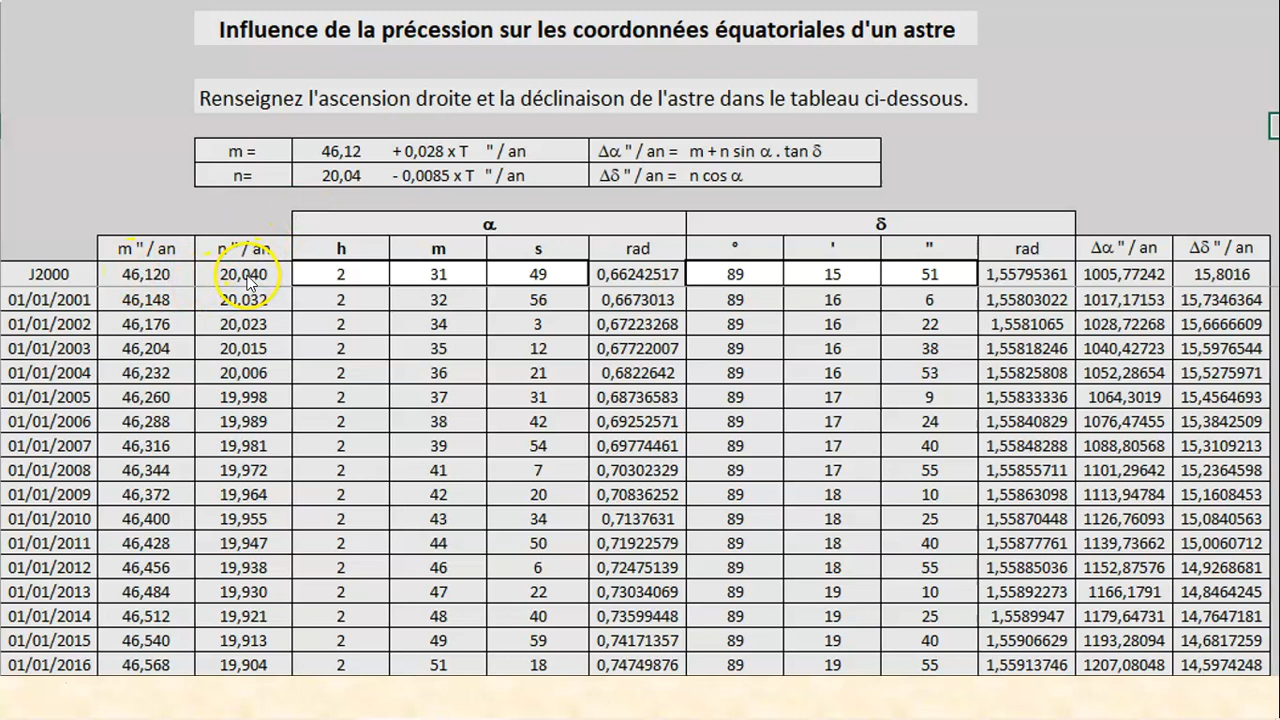 Influence de la précession sur les coordonnées équatoriales d'un astre
Renseignez l'ascension droite et la déclinaison de l'astre dans le tableau ci-dessous.
m = 46,12 + 0,028 x T " / an Δα " / an = m + n sin α . tan δ
n= 20,04 - 0,0085 x T " / an Δδ " / an = n cos α
α δ
m " / an n " / an h m s rad ° ' " rad Δα " / an Δδ " / an
J2000 46,120 20,040 2 31 49 0,66242517 89 15 51 1,55795361 1005,77242 15,8016
01/01/2001 46,148 20,032 2 32 56 0,6673013 89 16 6 1,55803022 1017,17153 15,7346364
01/01/2002 46,176 20,023 2 34 3 0,67223268 89 16 22 1,5581065 1028,72268 15,6666609
01/01/2003 46,204 20,015 2 35 12 0,67722007 89 16 38 1,55818246 1040,42723 15,5976544
01/01/2004 46,232 20,006 2 36 21 0,6822642 89 16 53 1,55825808 1052,28654 15,5275971
01/01/2005 46,260 19,998 2 37 31 0,68736583 89 17 9 1,55833336 1064,3019 15,4564693
01/01/2006 46,288 19,989 2 38 42 0,69252571 89 17 24 1,55840829 1076,47455 15,3842509
01/01/2007 46,316 19,981 2 39 54 0,69774461 89 17 40 1,55848288 1088,80568 15,3109213
01/01/2008 46,344 19,972 2 41 7 0,70302329 89 17 55 1,55855711 1101,29642 15,2364598
01/01/2009 46,372 19,964 2 42 20 0,70836252 89 18 10 1,55863098 1113,94784 15,1608453
01/01/2010 46,400 19,955 2 43 34 0,7137631 89 18 25 1,55870448 1126,76093 15,0840563
01/01/2011 46,428 19,947 2 44 50 0,71922579 89 18 40 1,55877761 1139,73662 15,0060712
01/01/2012 46,456 19,938 2 46 6 0,72475139 89 18 55 1,55885036 1152,87576 14,9268681
01/01/2013 46,484 19,930 2 47 22 0,73034069 89 19 10 1,55892273 1166,1791 14,8464245
01/01/2014 46,512 19,921 2 48 40 0,73599448 89 19 25 1,5589947 1179,64731 14,7647181
01/01/2015 46,540 19,913 2 49 59 0,74171357 89 19 40 1,55906629 1193,28094 14,6817259
01/01/2016 46,568 19,904 2 51 18 0,74749876 89 19 55 1,55913746 1207,08048 14,5974248